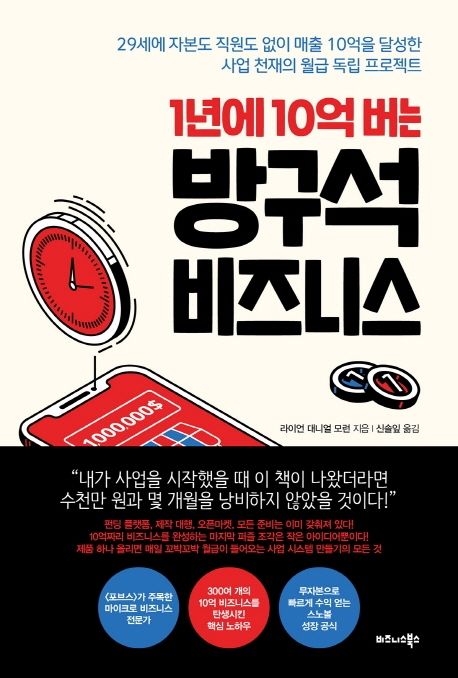 29세에 자본도 직원도 없이 매출 10억을 달성한
사업 천재의 월급 독립 프로젝트
1년에 10억 버는
방구석
비즈니스
1000.000$
라이언 대니얼 모런 지음 | 신솔잎 옮김
“내가 사업을 시작했을 때 이 책이 나왔더라면
수천만 원과 몇 개월을 낭비하지 않았을 것이다!”
펀딩 플랫폼, 제작 대행, 오픈마켓, 모든 준비는 이미 갖춰져 있다!
10억짜리 비즈니스를 완성하는 마지막 퍼즐 조각은 작은 아이디어뿐이다!
제품 하나 올리면 매일 꼬박꼬박 월급이 들어오는 사업 시스템 만들기의 모든 것
《포브스》가 주목한
마이크로 비즈니스
전문가
300여 개의
10억 비즈니스를
탄생시킨
핵심 노하우
무자본으로
빠르게 수익 얻는
스노볼
성장 공식
비즈니스북스